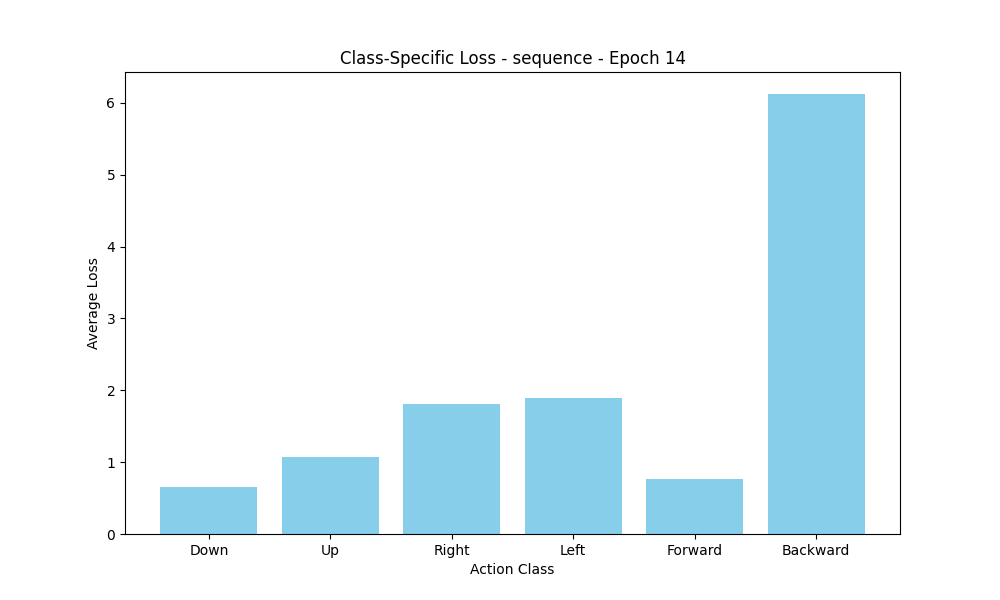 Class-Specific Loss - sequence - Epoch 14
6
5
4
3
2
1
0
Average Loss
Down Up Right Left Forward Backward
Action Class